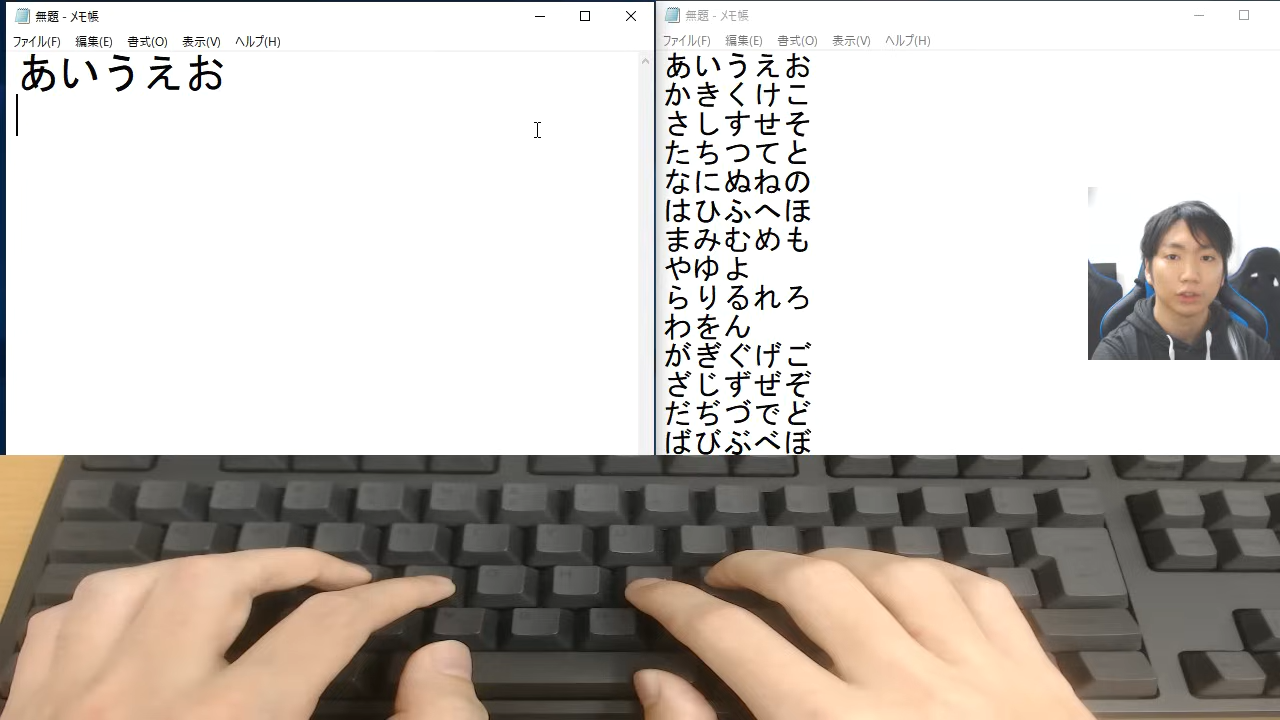 無題 - メモ帳
ファイル(F) 編集(E) 書式(O) 表示(V) ヘルプ(H)
あいうえお
無題 - メモ帳
ファイル(F) 編集(E) 書式(O) 表示(V) ヘルプ(H)
あいうえお
かきくけこ
さしすせそ
たちつてと
なにぬねの
はひふへほ
まみむめも
やゆよ
らりるれろ
わをん
がぎぐげご
ざじずぜぞ
だぢづでど
ばびぶべぼ